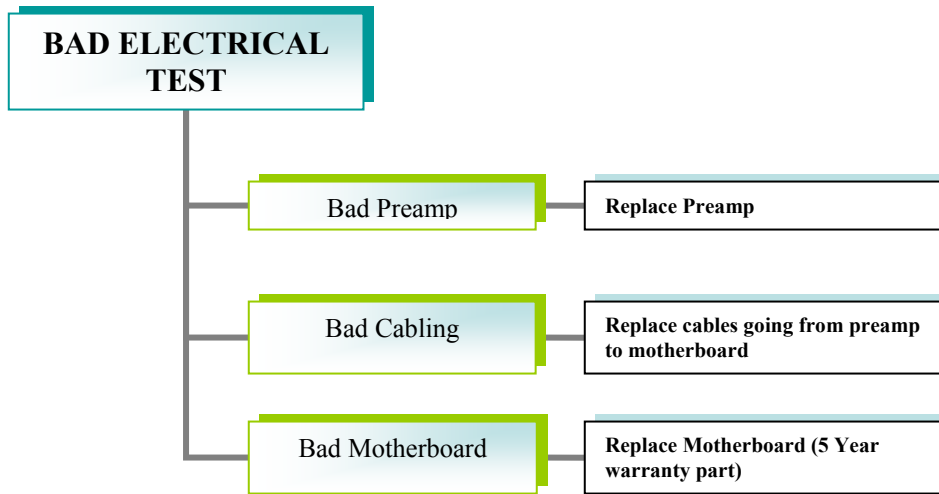 BAD ELECTRICAL
TEST
Bad Preamp
Replace Preamp
Bad Cabling
Replace cables going from preamp
to motherboard
Bad Motherboard
Replace Motherboard (5 Year
warranty part)